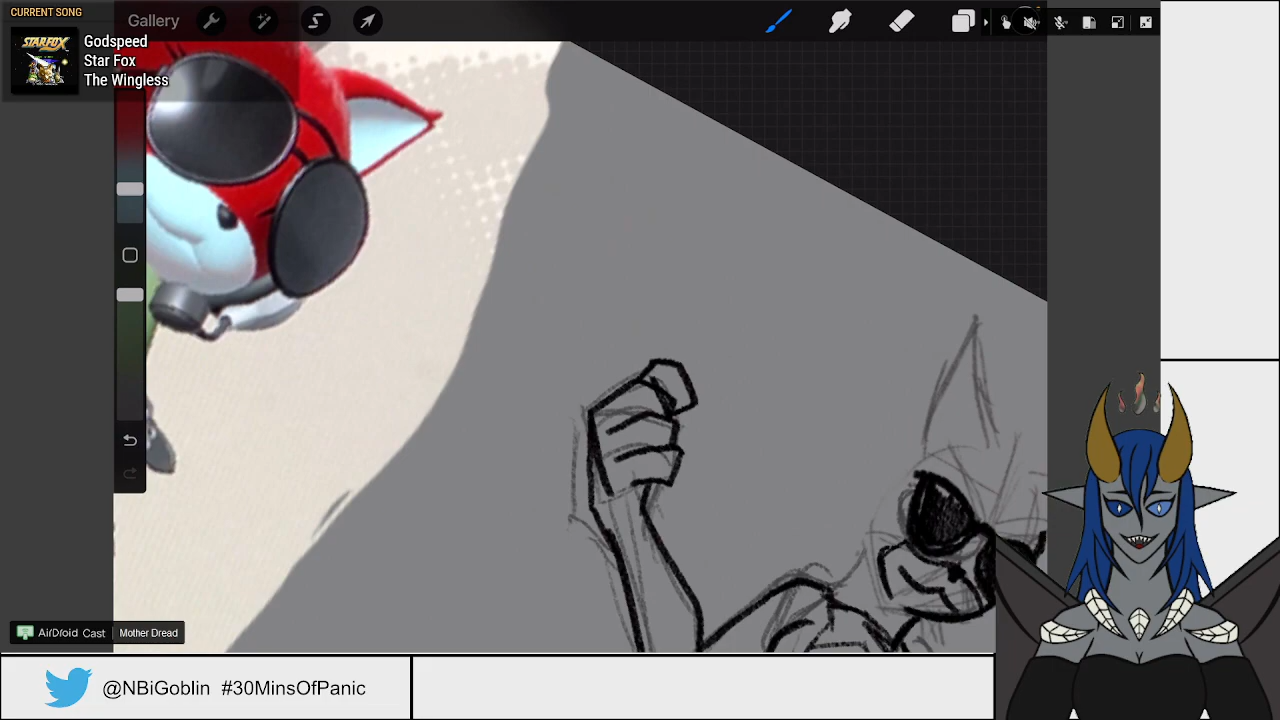 CURRENT SONG
STARFOX
Godspeed
Star Fox
The Wingless
Gallery
AirDroid Cast
Mother Dread
@NBiGoblin #30MinsOfPanic